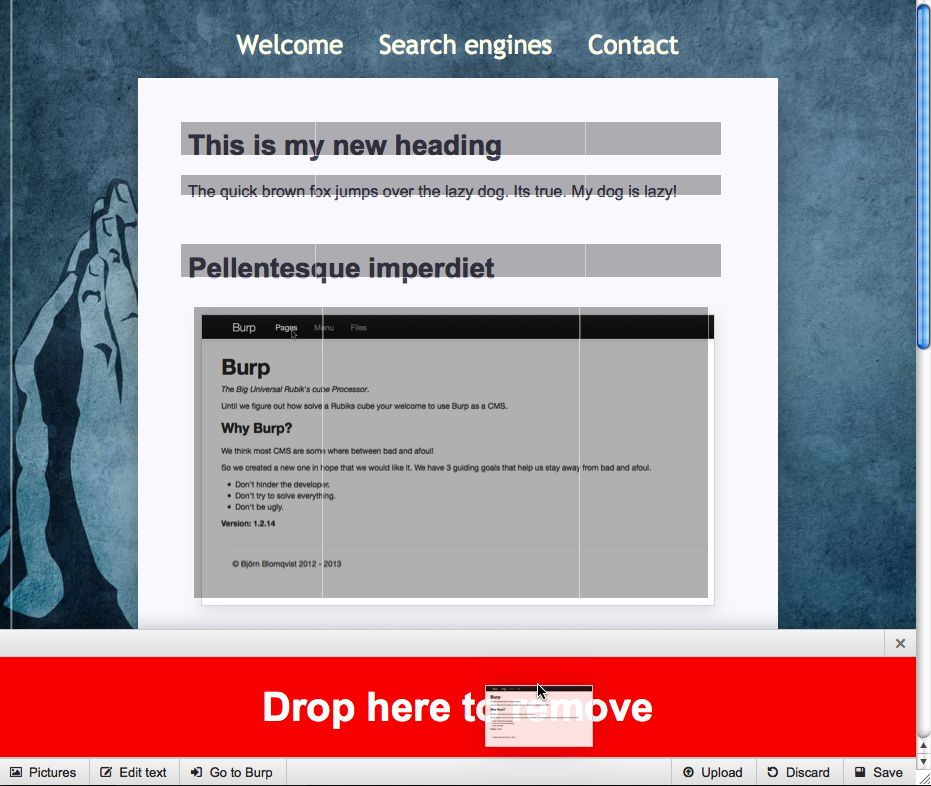 Welcome Search engines Contact
This is my new heading
The quick brown fox jumps over the lazy dog. Its true. My dog is lazy!
Pellentesque imperdiet
Burp Pages Menu Files
Burp
The Big Universal Rubik's cube Processor.
Until we figure out how solve a Rubiks cube your welcome to use Burp as a CMS.
Why Burp?
We think most CMS are some where between bad and afoul!
So we created a new one in hope that we would like it. We have 3 guiding goals that help us stay away from bad and afoul.
• Don't hinder the developer.
• Don't try to solve everything.
• Don't be ugly.
Version: 1.2.14
© Björn Blomqvist 2012 - 2013
Drop here to remove
Burp
Pictures Edit text Go to Burp Upload Discard Save